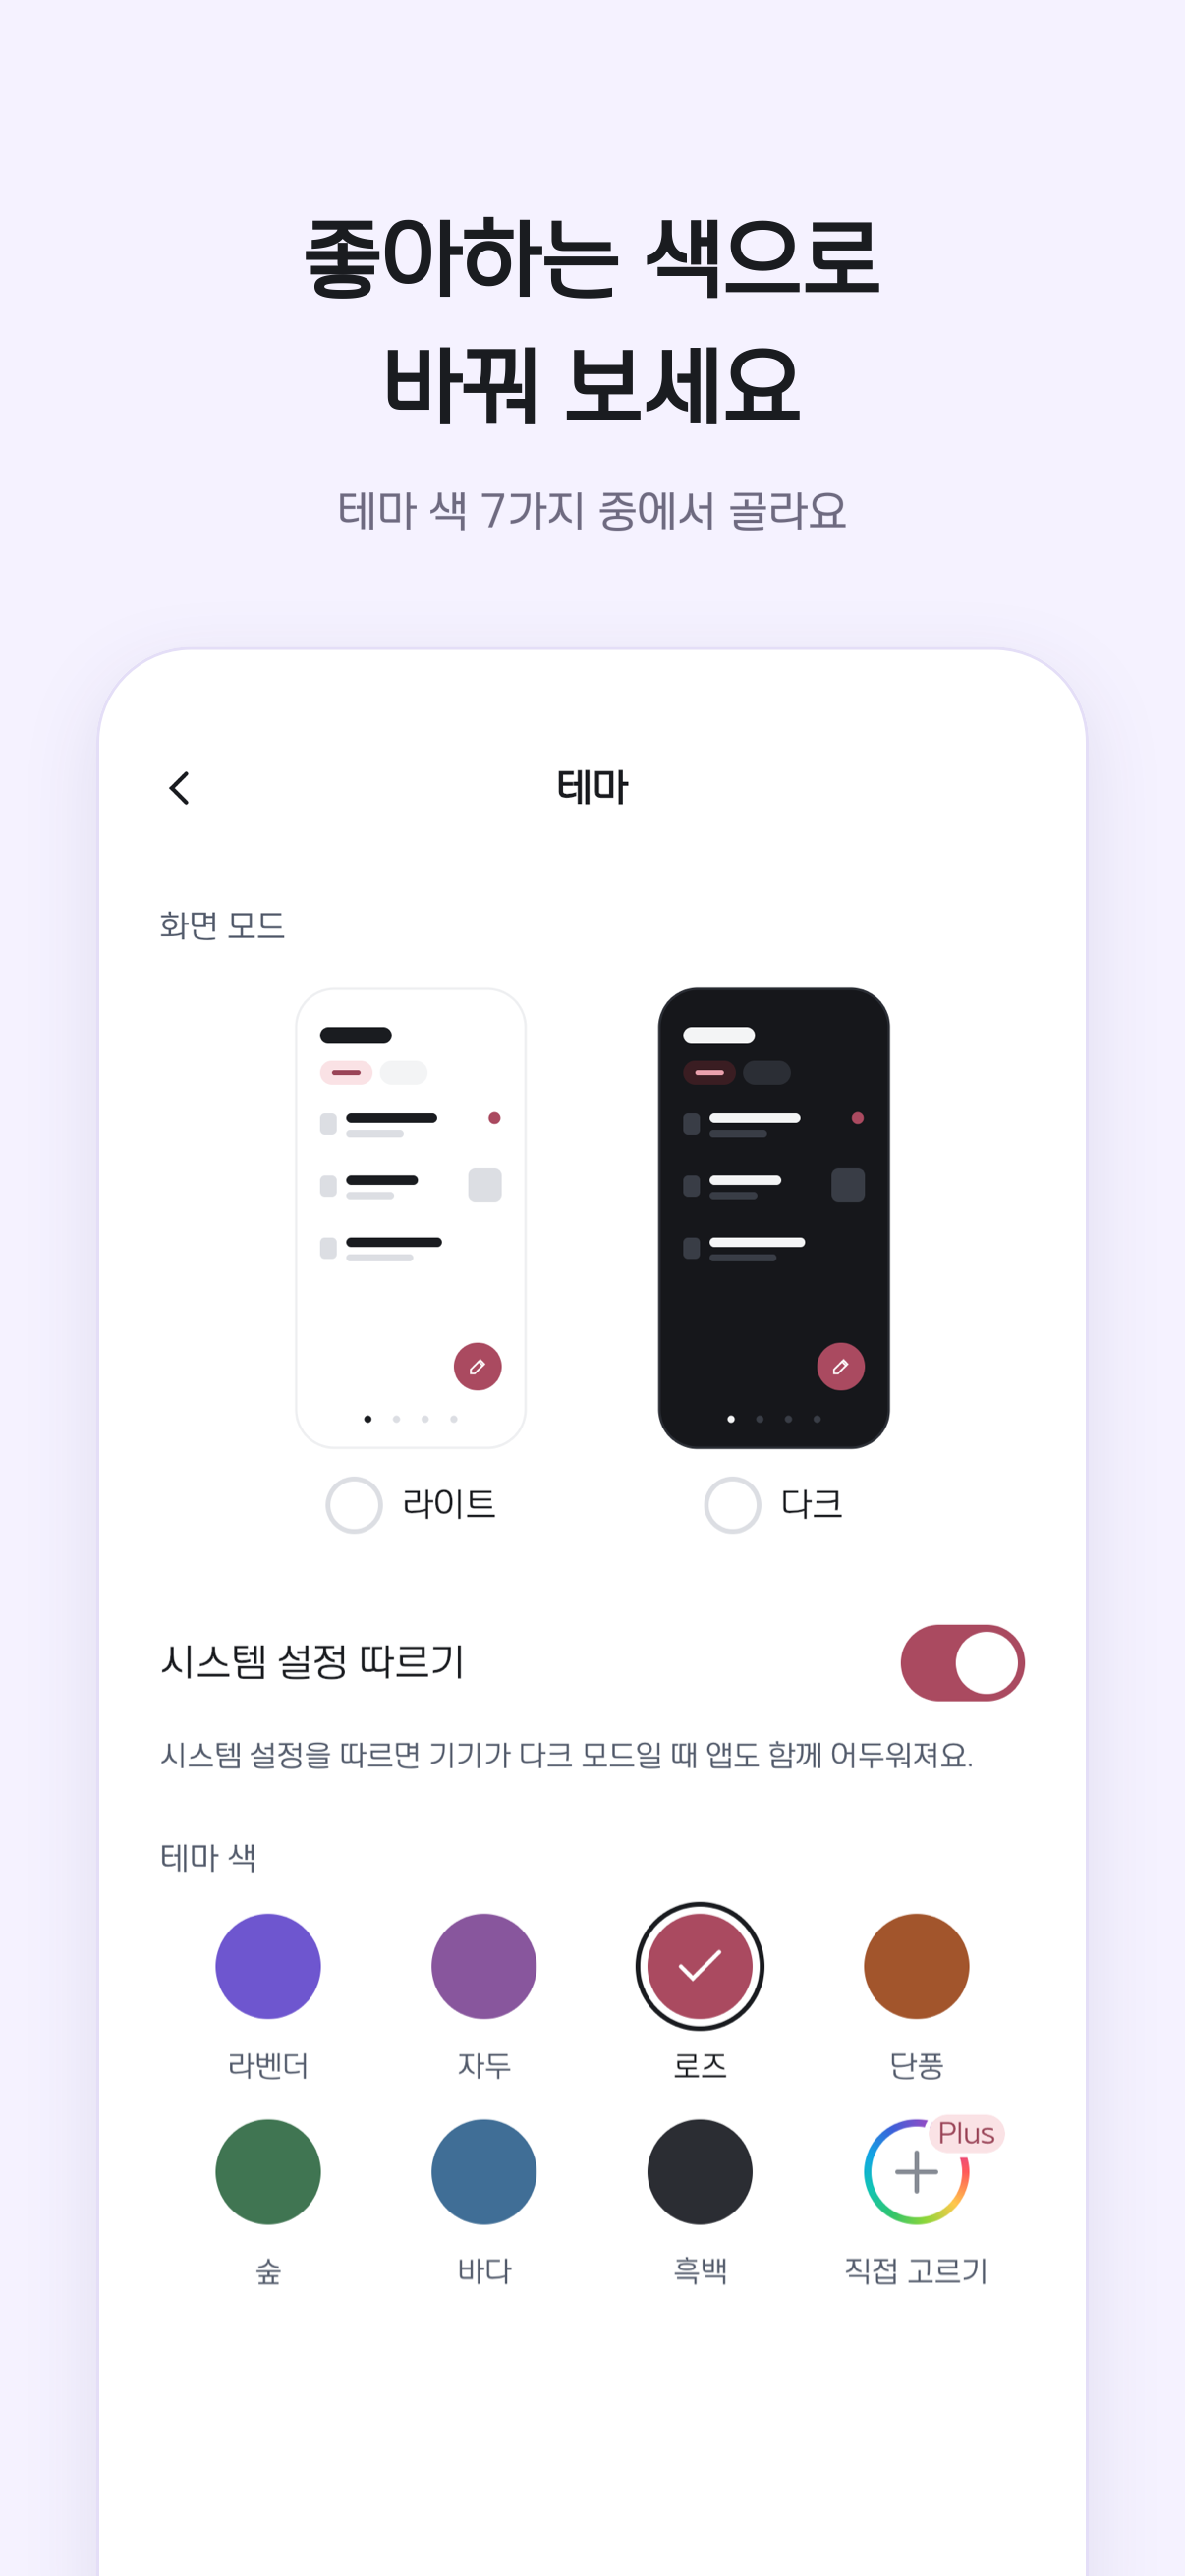 좋아하는 색으로
바꿔 보세요
테마 색 7가지 중에서 골라요
테마
화면 모드
라이트
다크
시스템 설정 따르기
시스템 설정을 따르면 기기가 다크 모드일 때 앱도 함께 어두워져요.
테마 색
라벤더
자두
로즈
단풍
Plus
숲
바다
흑백
직접 고르기